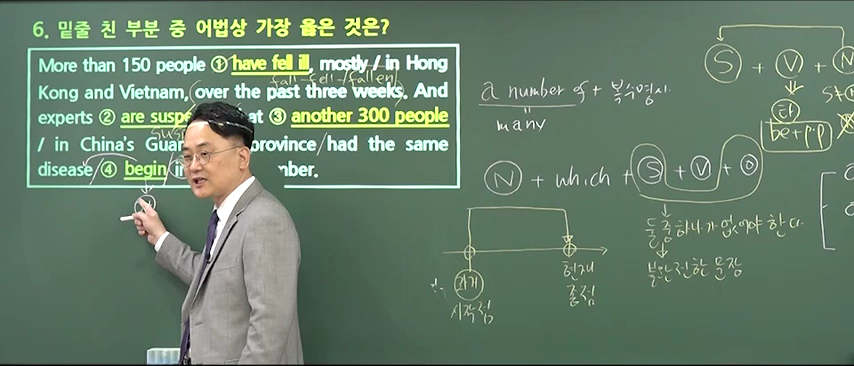 6. 밑줄 친 부분 중 어법상 가장 옳은 것은?
More than 150 people ① have fell ill, mostly / in Hong
fall-fell-fallen
Kong and Vietnam, over the past three weeks. And
experts ② are suspe at ③ another 300 people
/ in China's Guan province had the same
disease ④ begin in mber.
a number of + 복수명사
many
S + V + N
타
be + p.p
N + which + S + V + O
둘 중 하나가 없어야 한다
불완전한 문장
과거
시작점
현재
종점